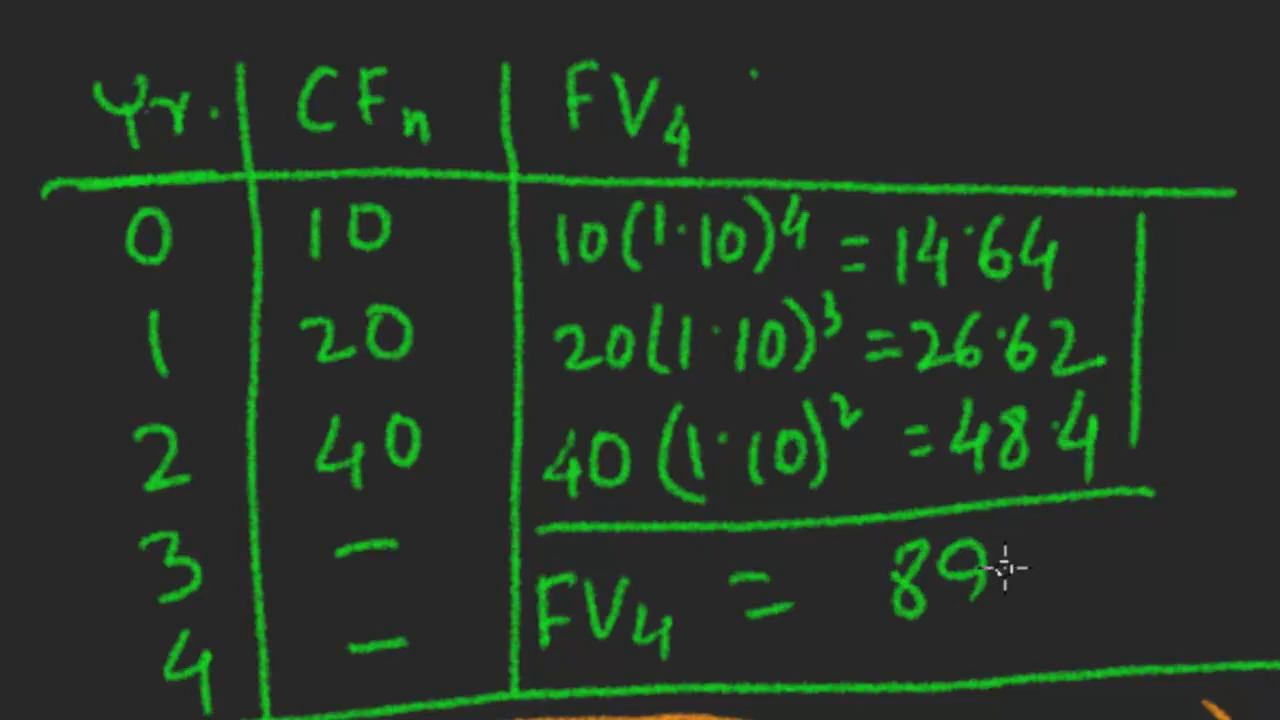 Yr. CFn FV4
0 10 10(1.10)^4 = 14.64
1 20 20(1.10)^3 = 26.62
2 40 40(1.10)^2 = 48.4
3 –
FV4 = 89
4 –